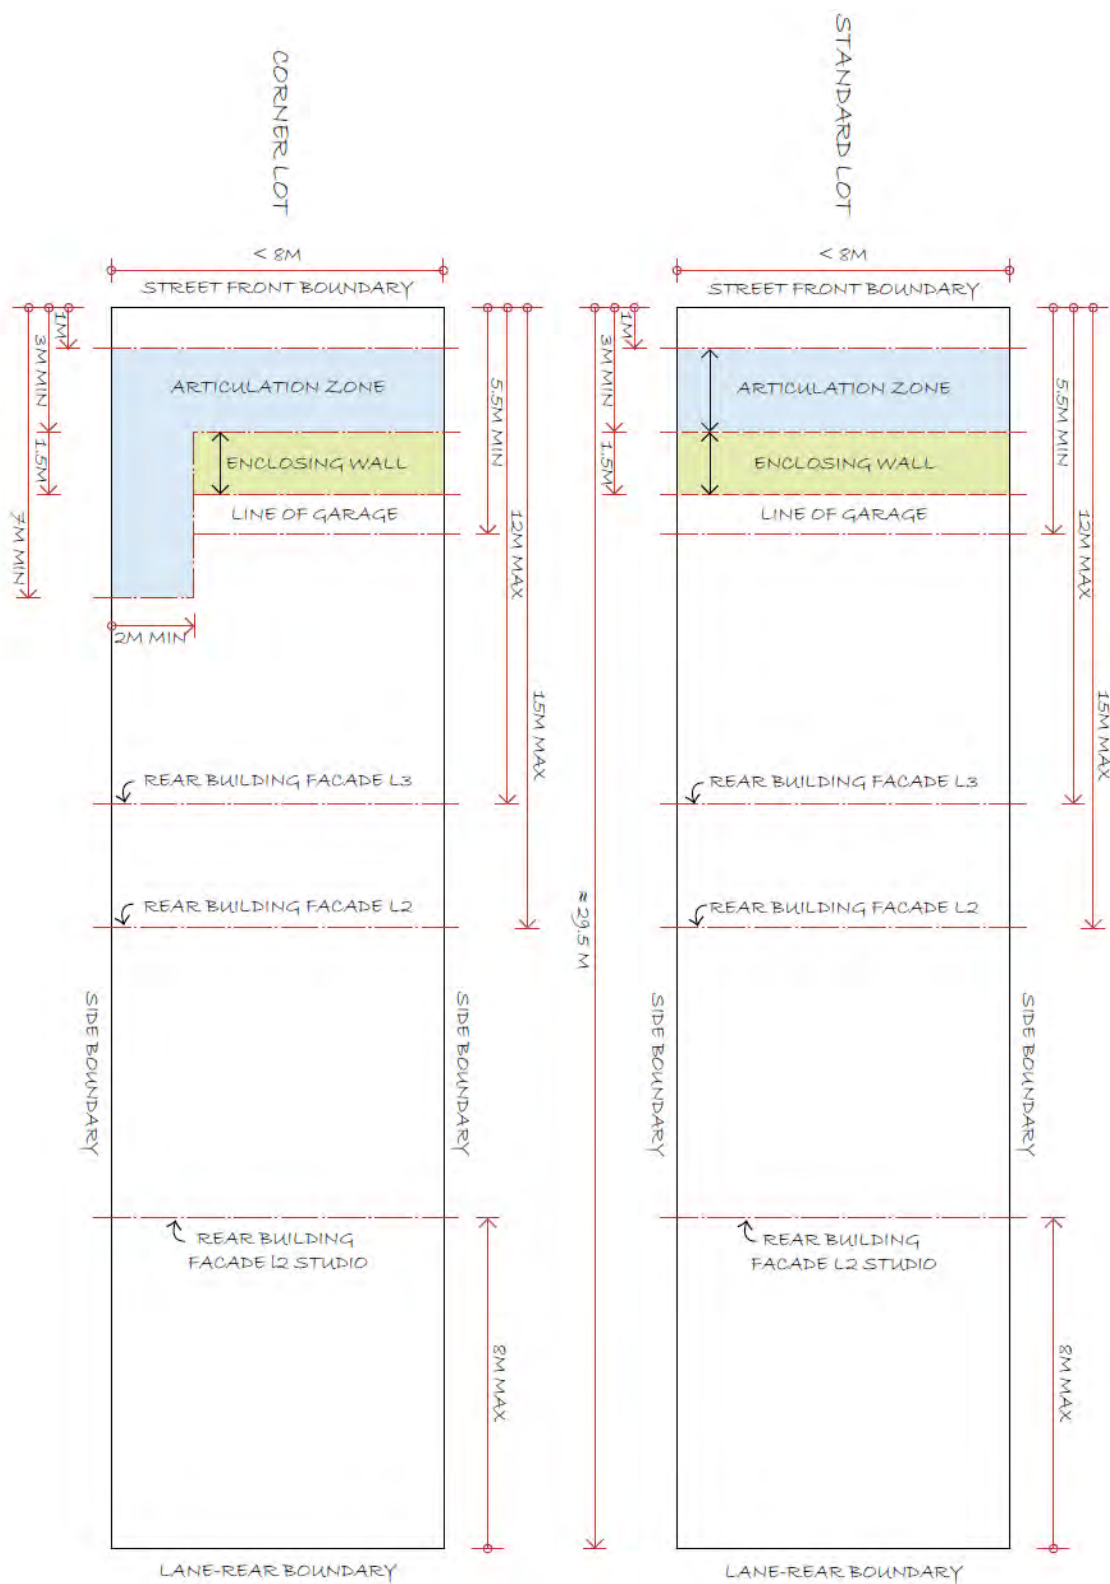 CORNER LOT
< 8M
STREET FRONT BOUNDARY
1M
3M MIN
1.5M
7M MIN
ARTICULATION ZONE
ENCLOSING WALL
LINE OF GARAGE
2M MIN
5.5M MIN
12M MAX
15M MAX
REAR BUILDING FACADE L3
REAR BUILDING FACADE L2
SIDE BOUNDARY
SIDE BOUNDARY
REAR BUILDING
FACADE L2 STUDIO
8M MAX
LANE-REAR BOUNDARY
STANDARD LOT
< 8M
STREET FRONT BOUNDARY
1M
3M MIN
1.5M
≈ 29.5 M
ARTICULATION ZONE
ENCLOSING WALL
LINE OF GARAGE
5.5M MIN
12M MAX
15M MAX
REAR BUILDING FACADE L3
REAR BUILDING FACADE L2
SIDE BOUNDARY
SIDE BOUNDARY
REAR BUILDING
FACADE L2 STUDIO
8M MAX
LANE-REAR BOUNDARY